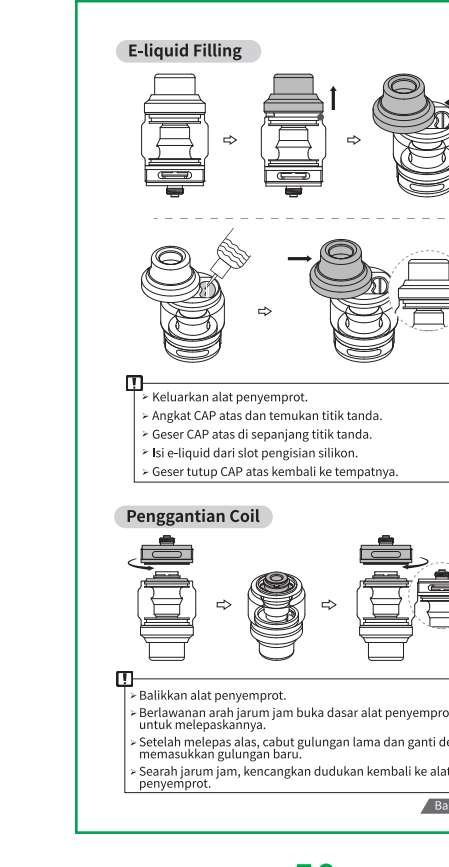 E-liquid Filling
➢ Keluarkan alat penyemprot.
➢ Angkat CAP atas dan temukan titik tanda.
➢ Geser CAP atas di sepanjang titik tanda.
➢ Isi e-liquid dari slot pengisian silikon.
➢ Geser tutup CAP atas kembali ke tempatnya.
Penggantian Coil
➢ Balikkan alat penyemprot.
➢ Berlawanan arah jarum jam buka dasar alat penyempro
untuk melepaskannya.
➢ Setelah melepas alas, cabut gulungan lama dan ganti de
memasukkan gulungan baru.
➢ Searah jarum jam, kencangkan dudukan kembali ke alat
penyemprot.
Ba